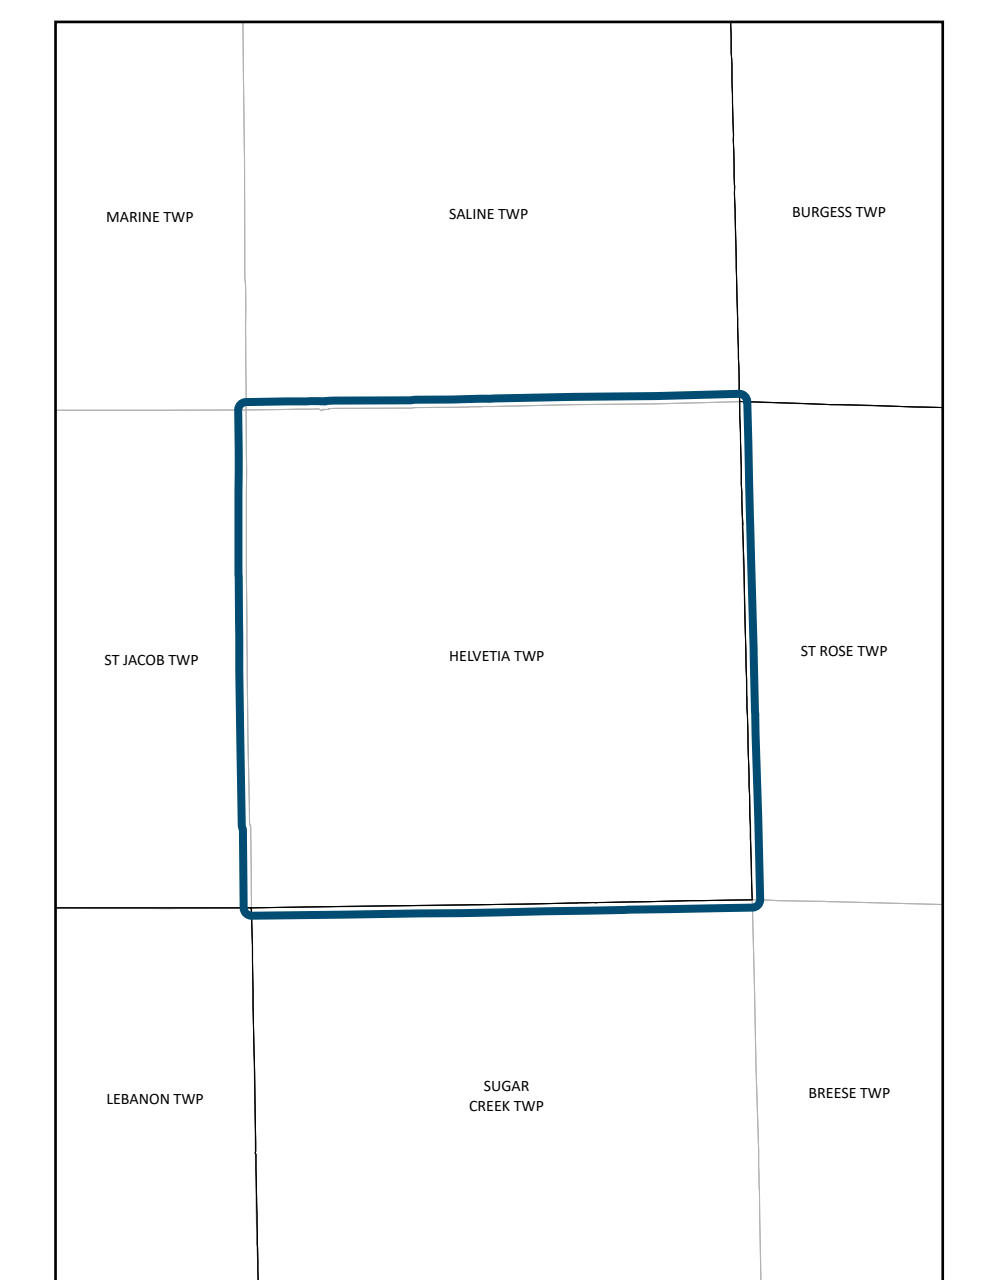 MARINE TWP
SALINE TWP
BURGESS TWP
ST JACOB TWP
HELVETIA TWP
ST ROSE TWP
LEBANON TWP
SUGAR
CREEK TWP
BREESE TWP